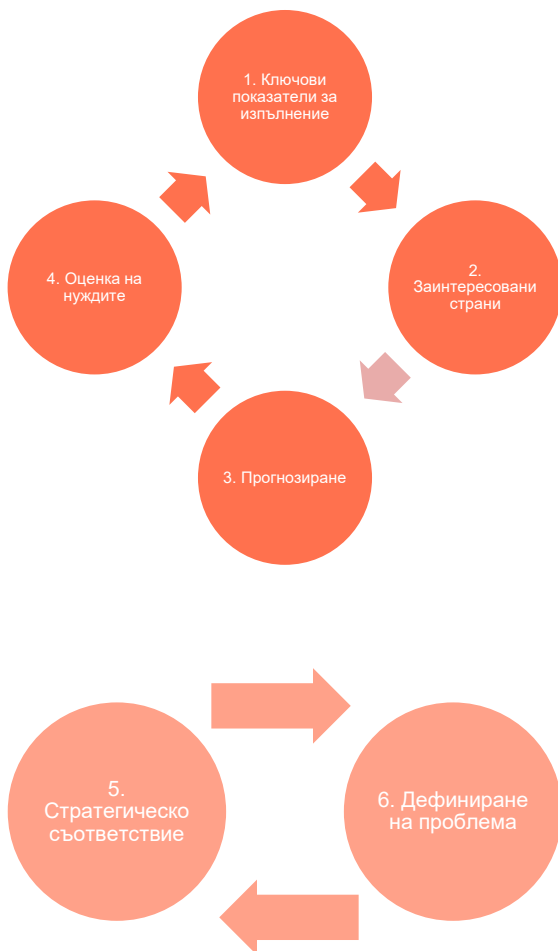 1. Ключови
показатели за
изпълнение
2.
Заинтересовани
страни
3. Прогнозиране
4. Оценка на
нуждите
5.
Стратегическо
съответствие
6. Дефиниране
на проблема